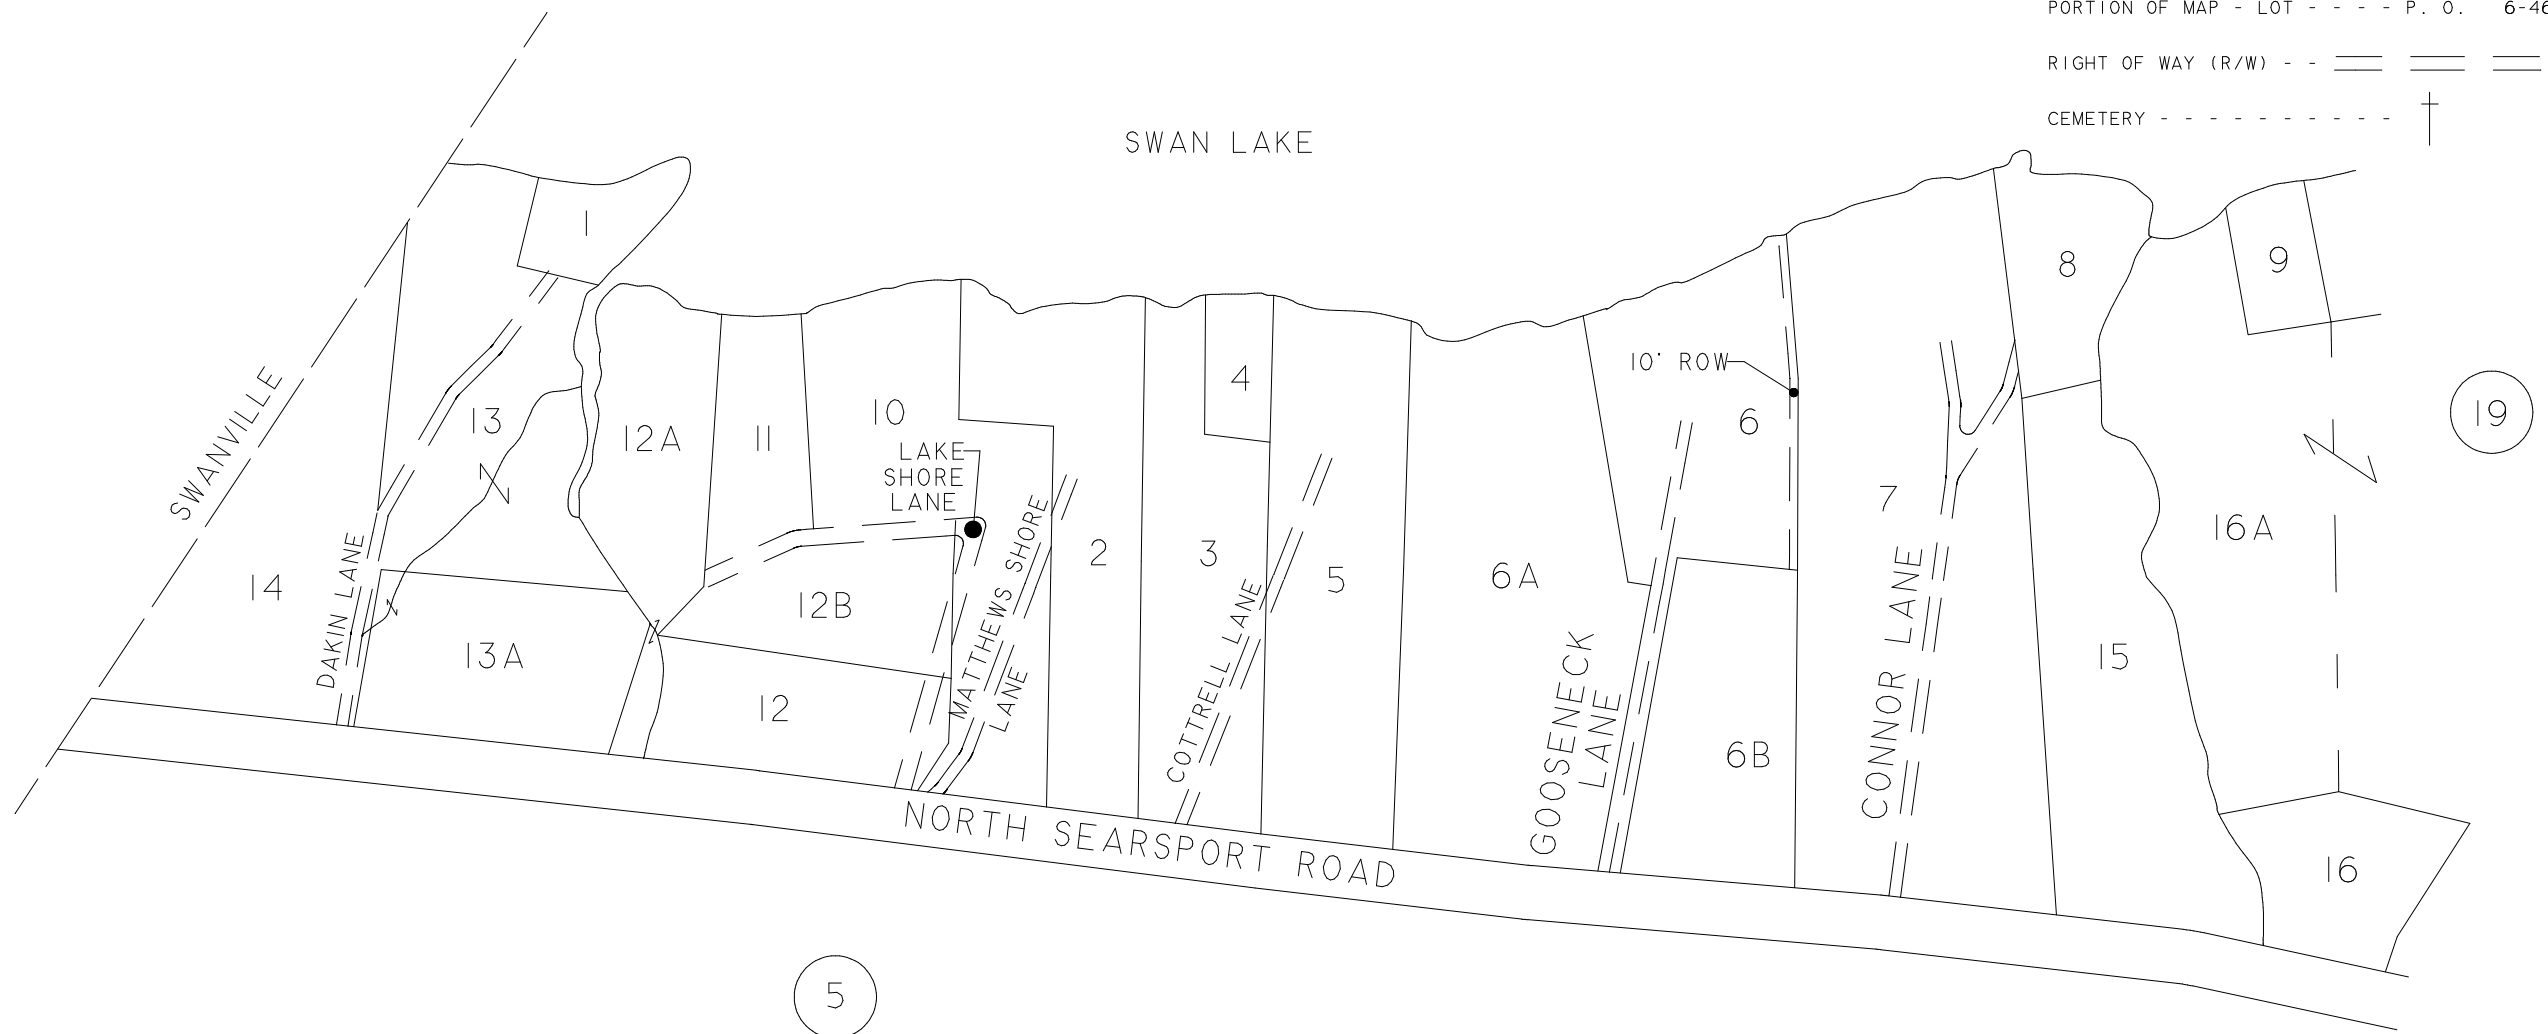 PORTION OF MAP - LOT - - - - P. O. 6-46
RIGHT OF WAY (R/W) - -
CEMETERY - - - - - - - - - -
SWAN LAKE
1
8
9
10' ROW
4
SWANVILLE
13
12A
11
10
6
19
LAKE
SHORE
LANE
7
16A
14
DAKIN LANE
MATTHEWS SHORE
LANE
2
3
5
6A
12B
COTTRELL LANE
13A
12
GOOSENECK
LANE
CONNOR LANE
15
6B
NORTH SEARSPORT ROAD
16
5